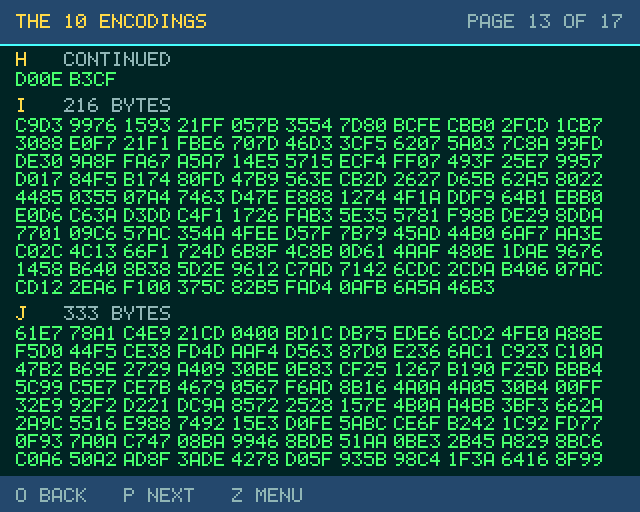 THE 10 ENCODINGS PAGE 13 OF 17
H CONTINUED
D00E B3CF
I 216 BYTES
C9D3 9976 1593 21FF 057B 3554 7D80 BCFE CBB0 2FCD 1CB7
3088 E0F7 21F1 FBE6 707D 46D3 3CF5 6207 5A03 7C8A 99FD
DE30 9A8F FA67 A5A7 14E5 5715 ECF4 FF07 493F 25E7 9957
D017 84F5 B174 80FD 47B9 563E CB2D 2627 D65B 62A5 8022
4485 0355 07A4 7463 D47E E888 1274 4F1A DDF9 64B1 EBB0
E0D6 C63A D3DD C4F1 1726 FAB3 5E35 5781 F98B DE29 8DDA
7701 09C6 57AC 354A 4FEE D57F 7B79 45AD 44B0 6AF7 AA3E
C02C 4C13 66F1 724D 6B8F 4C8B 0D61 4AAF 480E 1DAE 9676
1458 B640 8B38 5D2E 9612 C7AD 7142 6CDC 2CDA B406 07AC
CD12 2EA6 F100 375C 82B5 FAD4 0AFB 6A5A 46B3
J 333 BYTES
61E7 78A1 C4E9 21CD 0400 BD1C DB75 EDE6 6CD2 4FE0 A88E
F5D0 44F5 CE38 FD4D AAF4 D563 87D0 E236 6AC1 C923 C10A
47B2 B69E 2729 A409 30BE 0E83 CF25 1267 B190 F25D BBB4
5C99 C5E7 CE7B 4679 0567 F6AD 8B16 4A0A 4A05 30B4 00FF
32E9 92F2 D221 DC9A 8572 2528 157E 4B0A A4BB 3BF3 662A
2A9C 5516 E988 7492 15E3 D0FE 5ABC CE6F B242 1C92 FD77
0F93 7A0A C747 08BA 9946 8BDB 51AA 0BE3 2B45 A829 8BC6
C0A6 50A2 AD8F 3ADE 4278 D05F 935B 98C4 1F3A 6416 8F99
O BACK P NEXT Z MENU